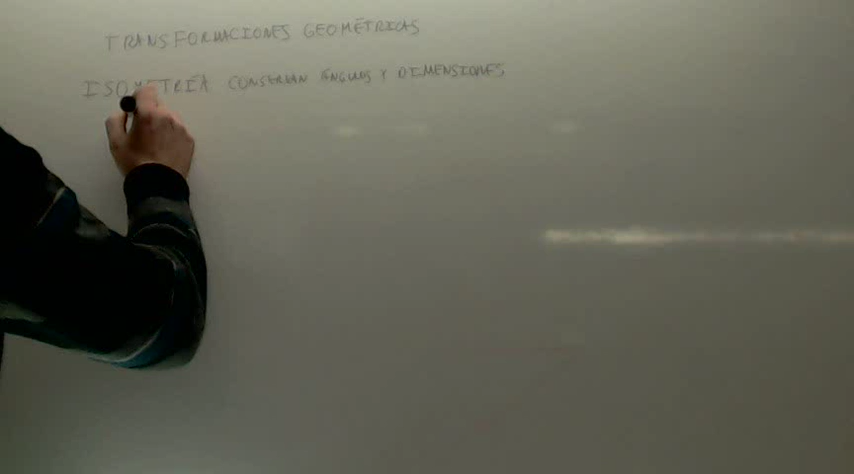 TRANSFORMACIONES GEOMÉTRICAS
ISOMETRÍA CONSERVAN ÁNGULOS Y DIMENSIONES